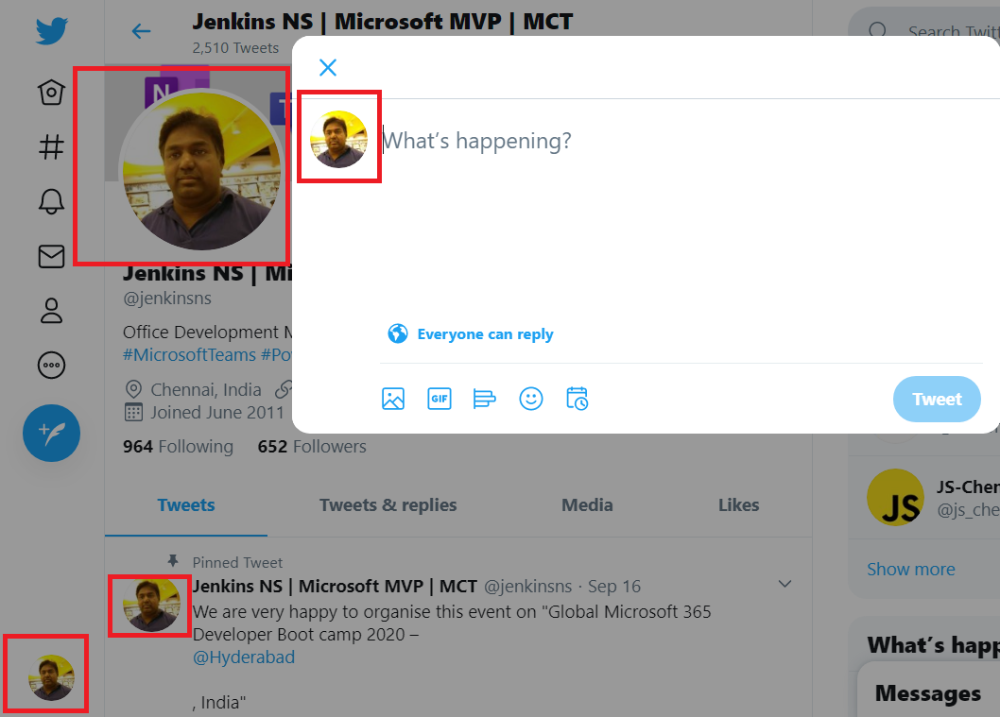 Jenkins NS | Microsoft MVP | MCT
2,510 Tweets
Search Twitt
N
T
What's happening?
Jenkins NS | Mi
@jenkinsns
Office Development M
#MicrosoftTeams #Po
Everyone can reply
Chennai, India
Joined June 2011
GIF
Tweet
964 Following 652 Followers
JS
JS-Chen
@js_che
Tweets Tweets & replies Media Likes
Show more
Pinned Tweet
Jenkins NS | Microsoft MVP | MCT @jenkinsns · Sep 16
We are very happy to organise this event on "Global Microsoft 365
Developer Boot camp 2020 –
@Hyderabad
, India"
What's happ
Messages